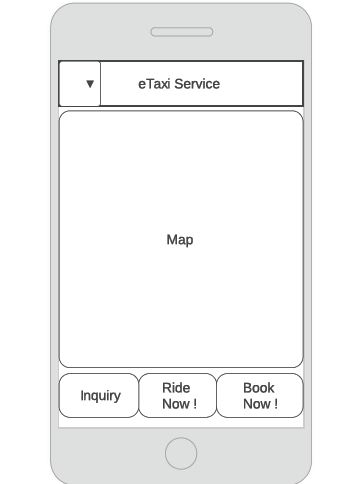 ▼ eTaxi Service
Map
Inquiry
Ride
Now !
Book
Now !